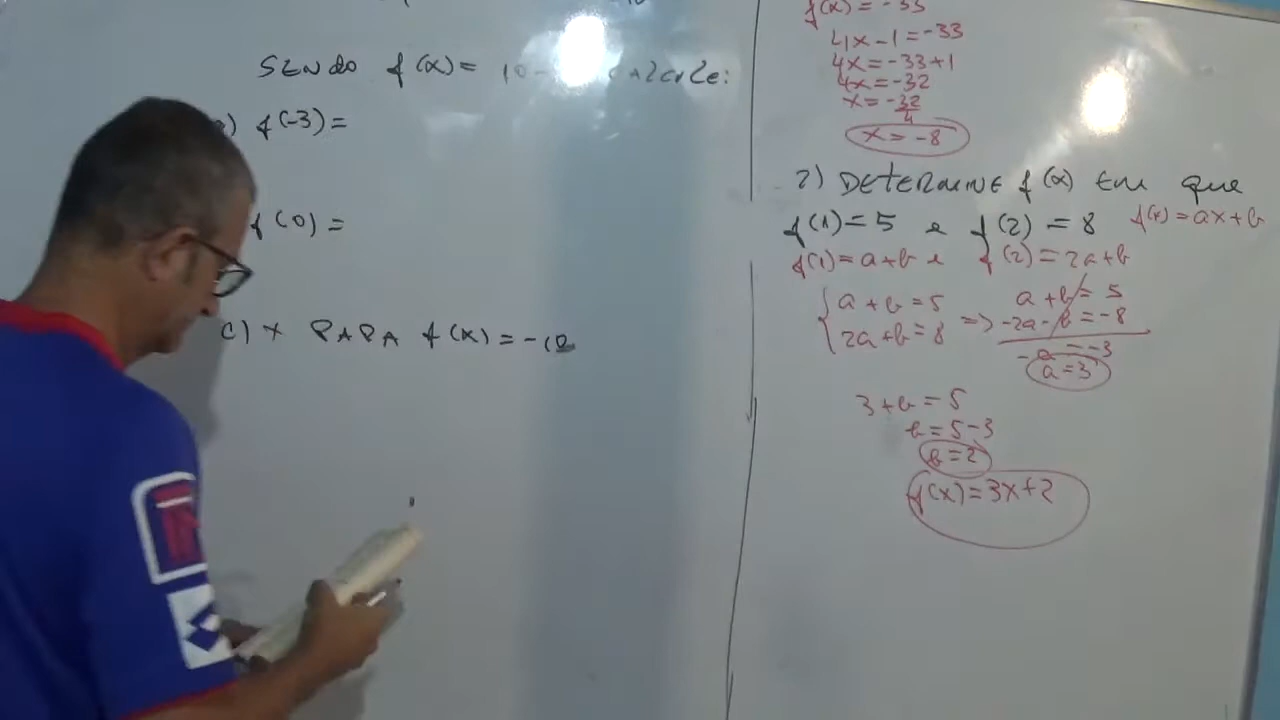 SENDO f(x)= 10- CALCULE:
) f(-3)=
f(0)=
c) x PARA f(x)=-10
f(x)=-33
4x-1=-33
4x=-33+1
4x=-32
x=-32/4
x=-8
2) DETERMINE f(x) EM que
f(1)=5 e f(2)=8 f(x)=ax+b
f(1)=a+b e f(2)=2a+b
{a+b=5 => a+b=5
2a+b=8 -2a-b=-8
-a=-3
a=3
3+b=5
b=5-3
b=2
f(x)=3x+2